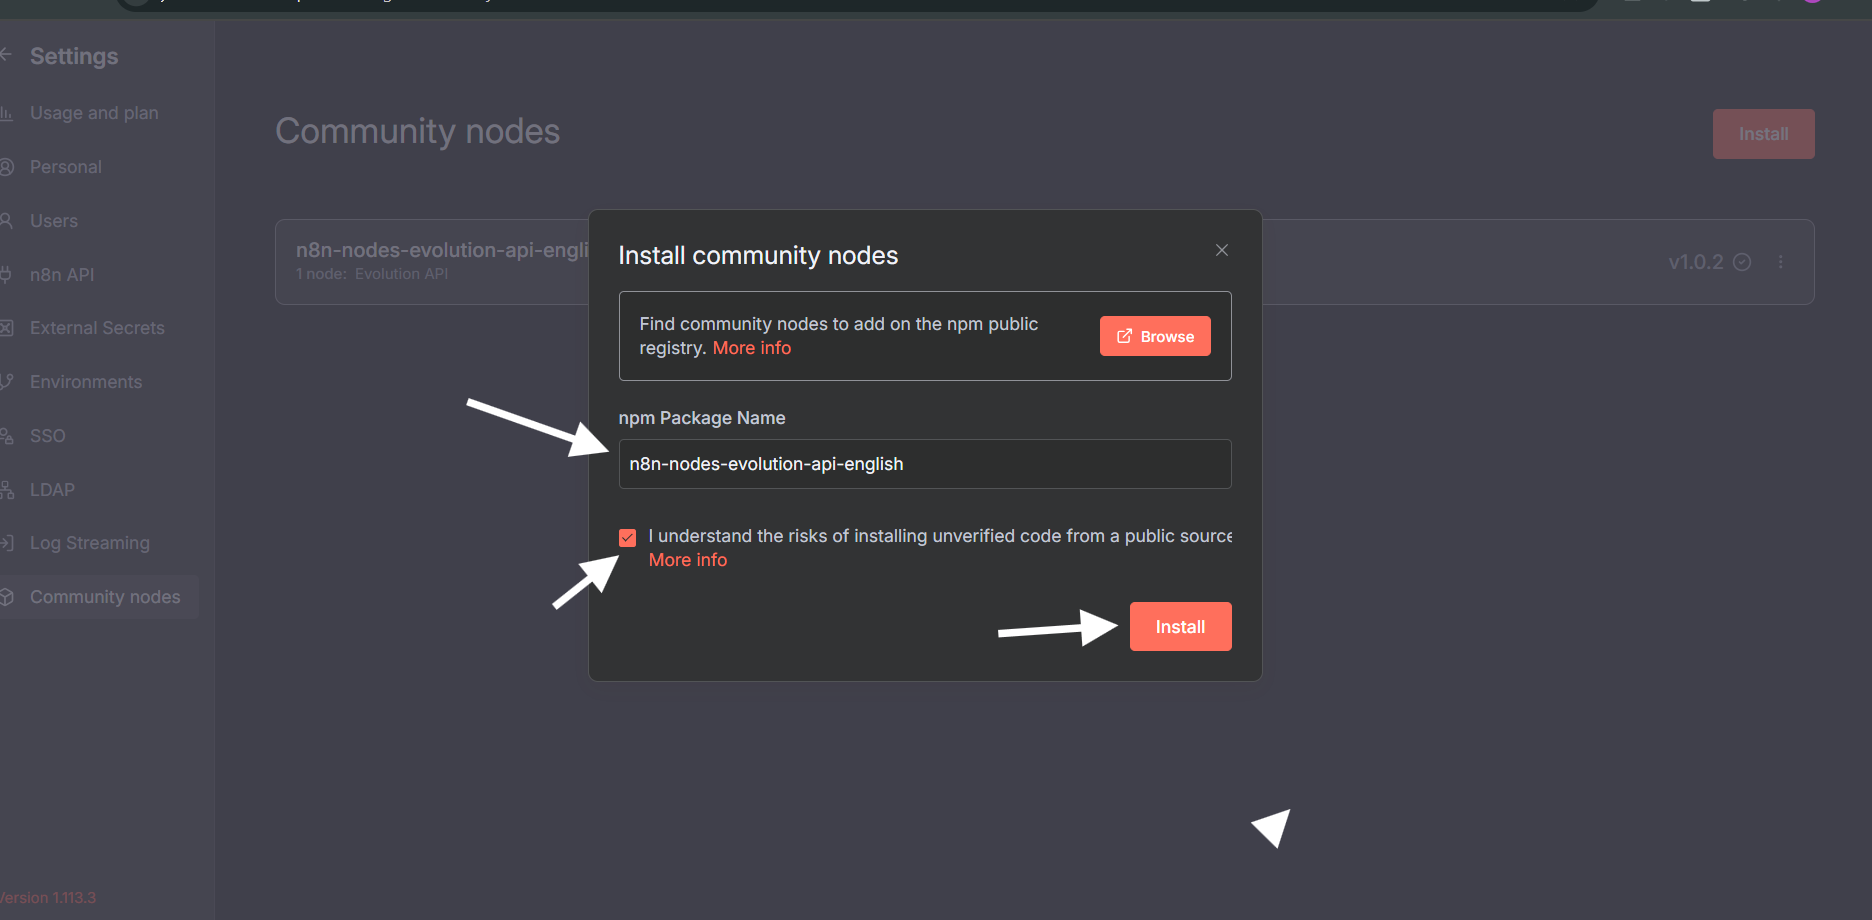 Settings
Usage and plan
Personal
Users
n8n API
External Secrets
Environments
SSO
LDAP
Log Streaming
Community nodes
Version 1.113.3
Community nodes
Install
n8n-nodes-evolution-api-engli
1 node: Evolution API
v1.0.2
Install community nodes
Find community nodes to add on the npm public
registry. More info
Browse
npm Package Name
n8n-nodes-evolution-api-english
I understand the risks of installing unverified code from a public source
More info
Install